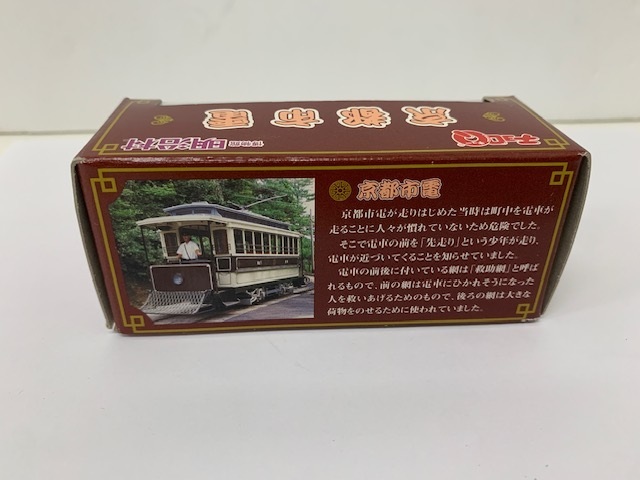 チョロQ
京都市電
博物館 明治村
京都市電
京都市電が走りはじめた当時は町中を電車が
走ることに人々が慣れていないため危険でした。
そこで電車の前を「先走り」という少年が走り、
電車が近づいてくることを知らせていました。
電車の前後に付いている網は「救助網」と呼ば
れるもので、前の網は電車にひかれそうになった
人を救いあげるためのもので、後ろの網は大きな
荷物をのせるために使われていました。